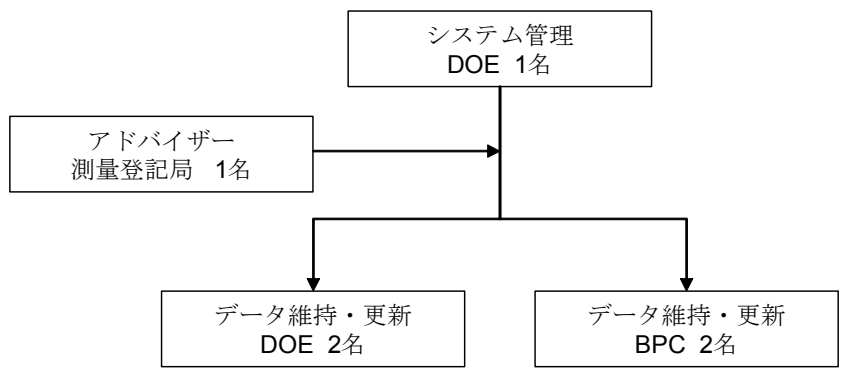 システム管理
DOE 1名
アドバイザー
測量登記局 1名
データ維持・更新
DOE 2名
データ維持・更新
BPC 2名